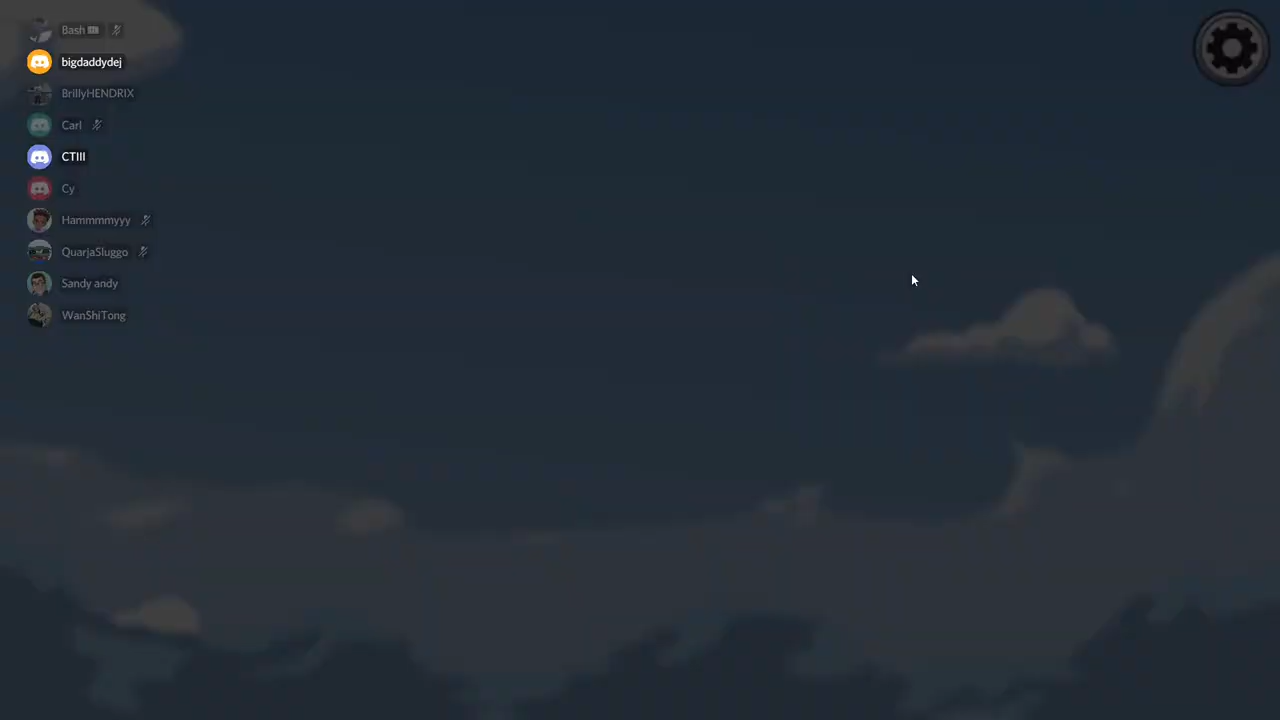 Bash
bigdaddydej
BrillyHENDRIX
Carl
CTIII
Cy
Hammmmyyy
QuarjaSluggo
Sandy andy
WanShiTong